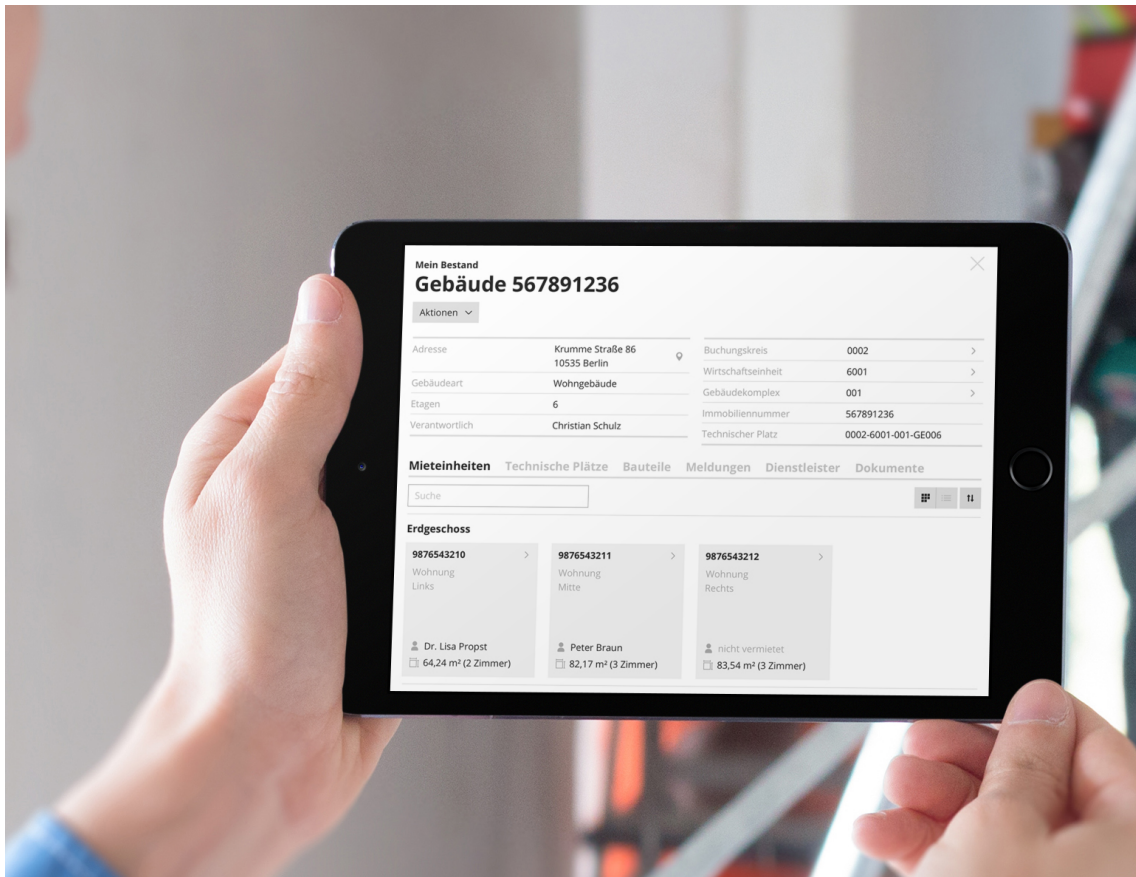 Mein Bestand
Gebäude 567891236
Aktionen
Adresse Krumme Straße 86
10535 Berlin
Gebäudeart Wohngebäude
Etagen 6
Verantwortlich Christian Schulz
Buchungskreis 0002
Wirtschaftseinheit 6001
Gebäudekomplex 001
Immobiliennummer 567891236
Technischer Platz 0002-6001-001-GE006
Mieteinheiten Technische Plätze Bauteile Meldungen Dienstleister Dokumente
Suche
Erdgeschoss
9876543210
Wohnung
Links
Dr. Lisa Propst
64,24 m² (2 Zimmer)
9876543211
Wohnung
Mitte
Peter Braun
82,17 m² (3 Zimmer)
9876543212
Wohnung
Rechts
nicht vermietet
83,54 m² (3 Zimmer)